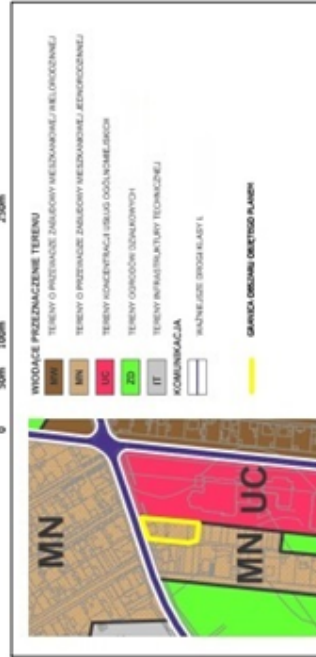 0 50m 100m 250m
WIODĄCE PRZEZNACZENIE TERENU
MW TERENY O PRZEWADZE ZABUDOWY MIESZKANIOWEJ WIELORODZINNEJ
MN TERENY O PRZEWADZE ZABUDOWY MIESZKANIOWEJ JEDNORODZINNEJ
UC TERENY KONCENTRACJI USŁUG OGÓLNOMIEJSKICH
ZD TERENY OGRODÓW DZIAŁKOWYCH
IT TERENY INFRASTRUKTURY TECHNICZNEJ
KOMUNIKACJA
WAŻNIEJSZE DROGI KLASY L
GRANICA OBSZARU OBJĘTEGO PLANEM
MN
UC
MN